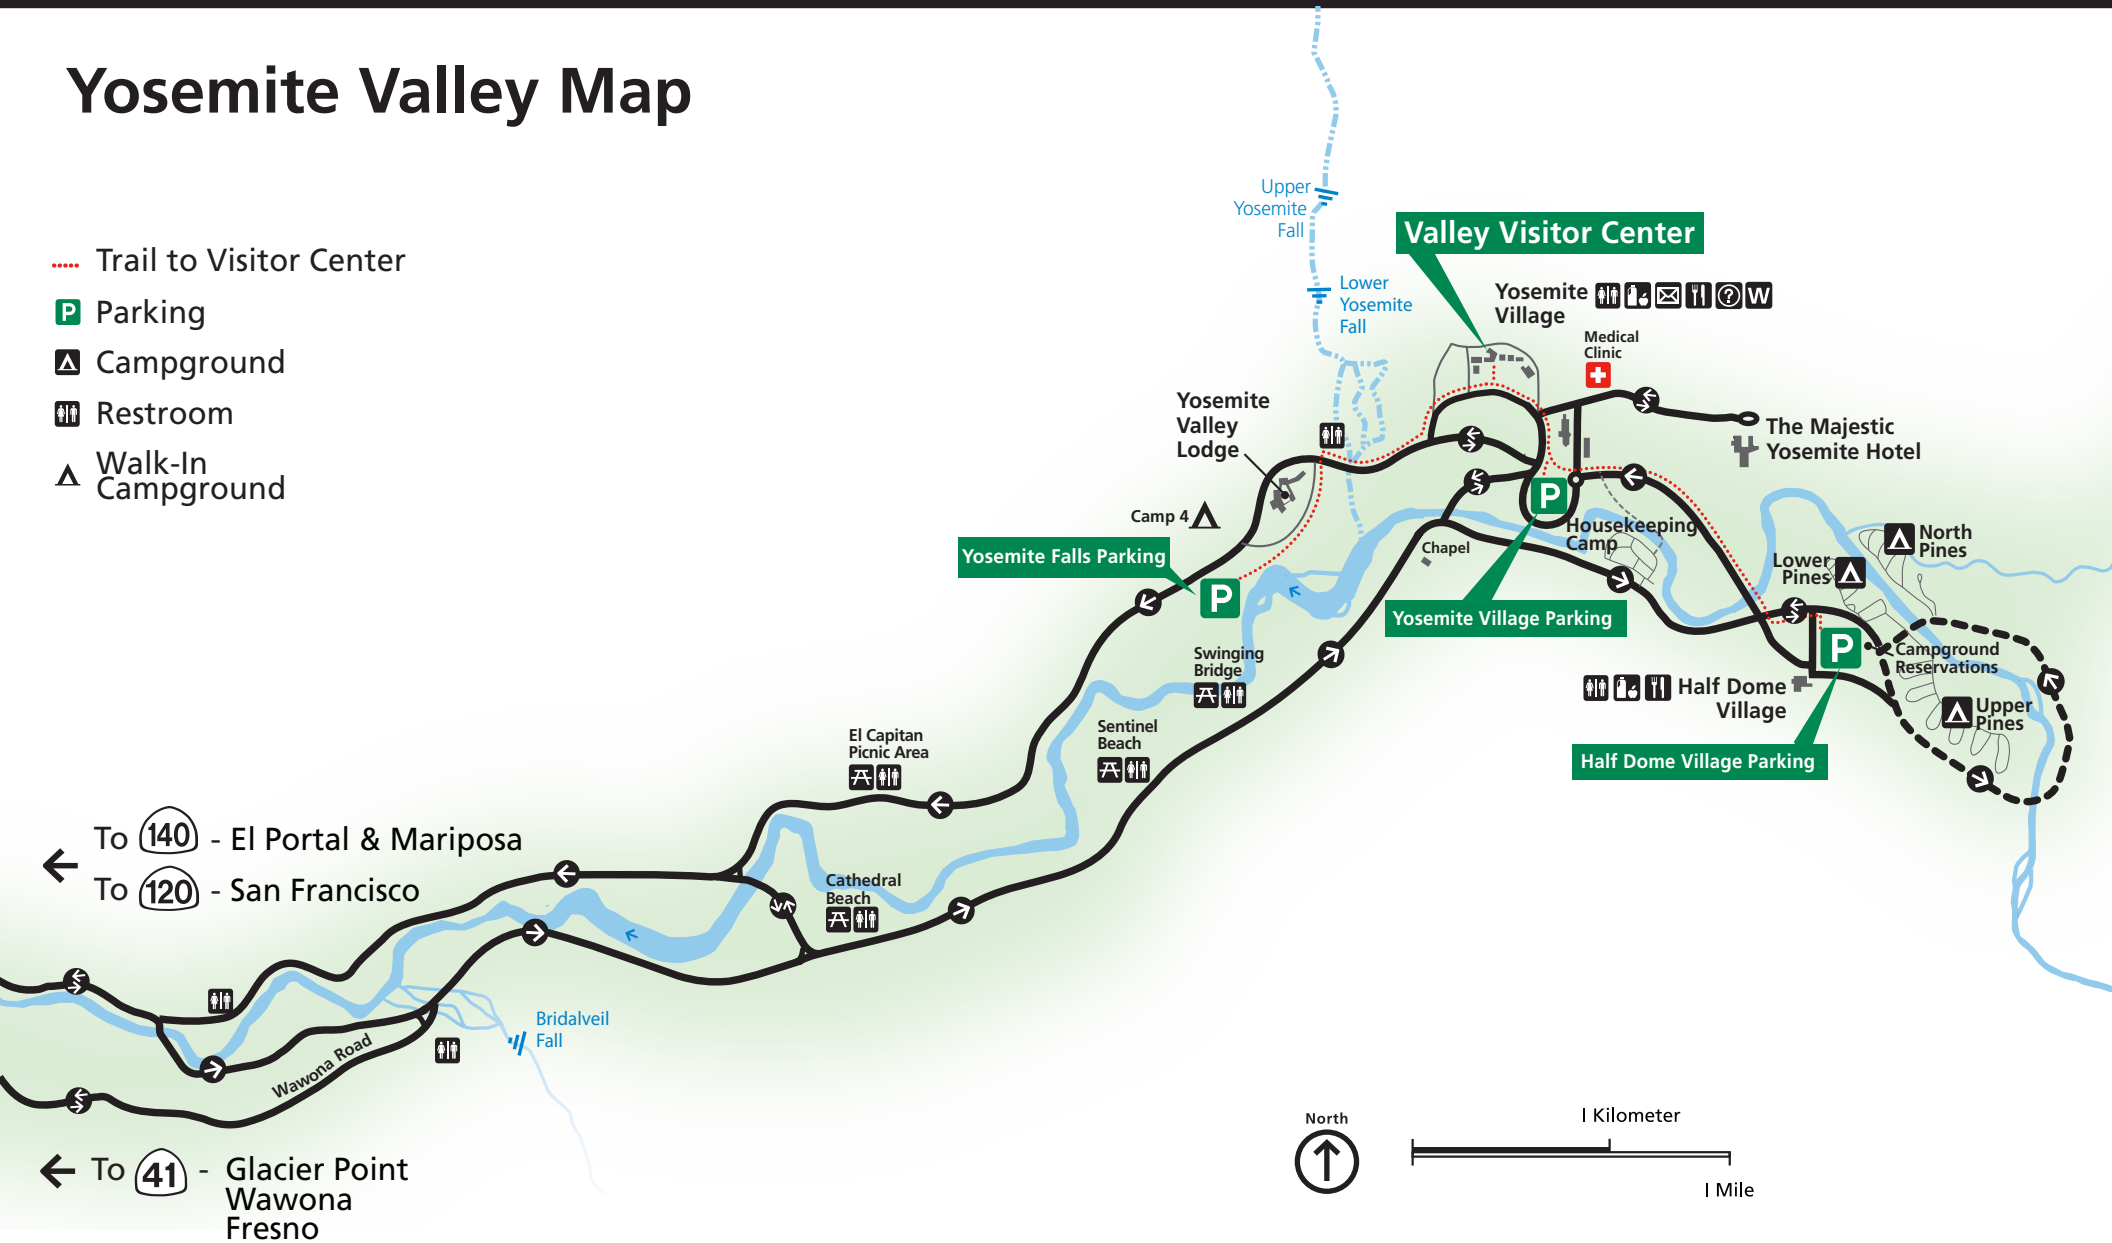 Yosemite Valley Map
Trail to Visitor Center
P Parking
Campground
Restroom
Walk-In
Campground
Upper
Yosemite
Fall
Lower
Yosemite
Fall
Valley Visitor Center
Yosemite
Village
? W
Medical
Clinic
The Majestic
Yosemite Hotel
Yosemite
Valley
Lodge
Camp 4
Yosemite Falls Parking
P
P
Housekeeping
Camp
Chapel
Yosemite Village Parking
North
Pines
Lower
Pines
P
Campground
Reservations
Half Dome
Village
Upper
Pines
Half Dome Village Parking
Swinging
Bridge
Sentinel
Beach
El Capitan
Picnic Area
Cathedral
Beach
To 140 - El Portal & Mariposa
To 120 - San Francisco
Bridalveil
Fall
Wawona Road
To 41 - Glacier Point
Wawona
Fresno
North
1 Kilometer
1 Mile